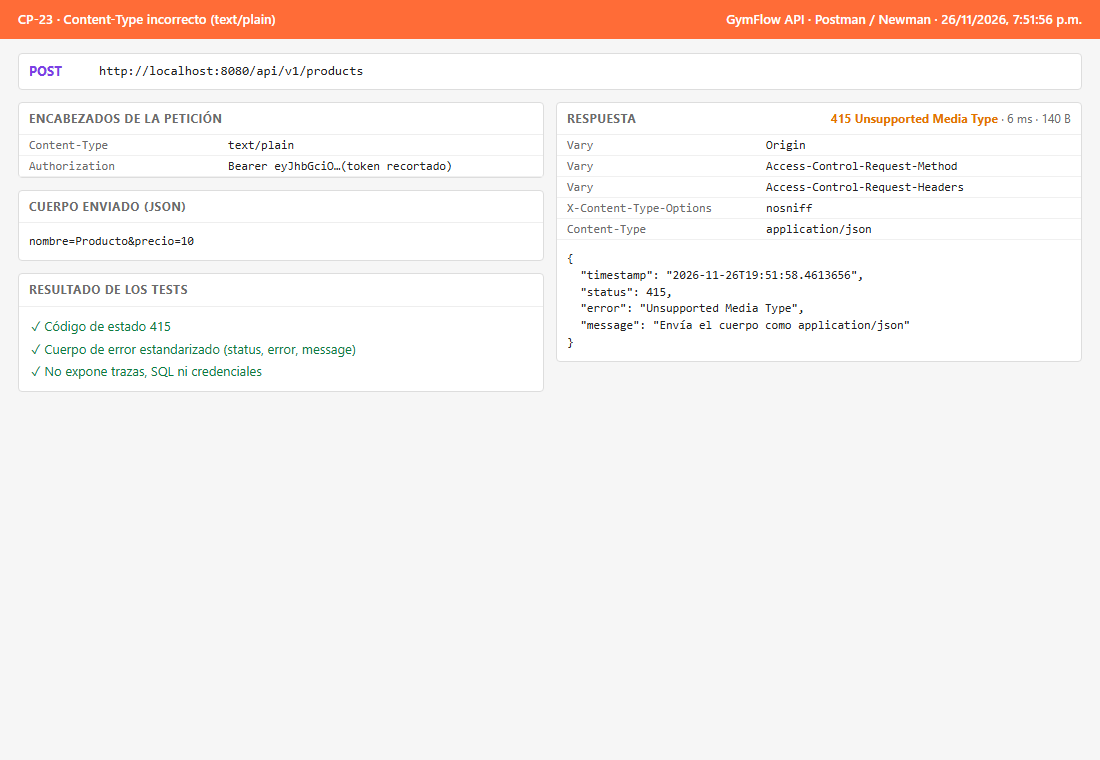 CP-23 · Content-Type incorrecto (text/plain)
GymFlow API · Postman / Newman · 26/11/2026, 7:51:56 p.m.
POST http://localhost:8080/api/v1/products
ENCABEZADOS DE LA PETICIÓN
Content-Type text/plain
Authorization Bearer eyJhbGciO…(token recortado)
CUERPO ENVIADO (JSON)
nombre=Producto&precio=10
RESULTADO DE LOS TESTS
✓ Código de estado 415
✓ Cuerpo de error estandarizado (status, error, message)
✓ No expone trazas, SQL ni credenciales
RESPUESTA 415 Unsupported Media Type · 6 ms · 140 B
Vary Origin
Vary Access-Control-Request-Method
Vary Access-Control-Request-Headers
X-Content-Type-Options nosniff
Content-Type application/json
{
"timestamp": "2026-11-26T19:51:58.4613656",
"status": 415,
"error": "Unsupported Media Type",
"message": "Envía el cuerpo como application/json"
}